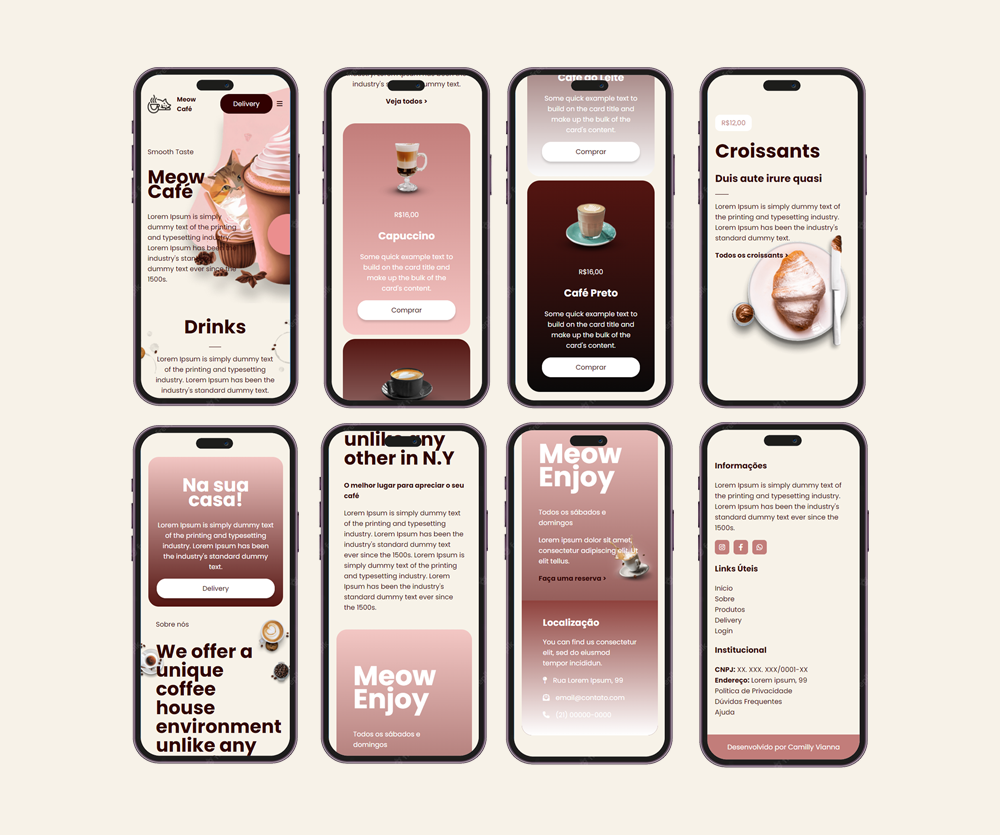 Meow
Café
Delivery
Smooth Taste
Meow
Café
Lorem Ipsum is simply
dummy text of the printing
and typesetting industry.
Lorem Ipsum has been the
industry's standard
dummy text ever since the
1500s.
Drinks
Lorem Ipsum is simply dummy text
of the printing and typesetting
industry. Lorem Ipsum has been the
industry's standard dummy text.
industry's dummy text.
Veja todos >
R$16,00
Capuccino
Some quick example text to
build on the card title and
make up the bulk of the
card's content.
Comprar
Café ao Leite
Some quick example text to
build on the card title and
make up the bulk of the
card's content.
Comprar
R$16,00
Café Preto
Some quick example text to
build on the card title and
make up the bulk of the
card's content.
Comprar
R$12,00
Croissants
Duis aute irure quasi
Lorem Ipsum is simply dummy text of
the printing and typesetting industry.
Lorem Ipsum has been the industry's
standard dummy text.
Todos os croissants >
Na sua
casa!
Lorem Ipsum is simply dummy text
of the printing and typesetting
industry. Lorem Ipsum has been
the industry's standard dummy
text.
Delivery
Sobre nós
We offer a
unique
coffee
house
environment
unlike any
unlike any
other in N.Y
O melhor lugar para apreciar o seu
café
Lorem Ipsum is simply dummy text
of the printing and typesetting
industry. Lorem Ipsum has been the
industry's standard dummy text
ever since the 1500s. Lorem Ipsum is
simply dummy text of the printing
and typesetting industry. Lorem
Ipsum has been the industry's
standard dummy text ever since
the 1500s.
Meow
Enjoy
Todos os sábados e
domingos
Meow
Enjoy
Todos os sábados e
domingos
Lorem ipsum dolor sit amet,
consectetur adipiscing elit. Ut
elit tellus.
Faça uma reserva >
Localização
You can find us consectetur
elit, sed do eiusmod
tempor incididun.
Rua Lorem Ipsum, 99
email@contato.com
(21) 00000-0000
Informações
Lorem Ipsum is simply dummy text of
the printing and typesetting industry.
Lorem Ipsum has been the industry's
standard dummy text ever since the
1500s.
Links Úteis
Início
Sobre
Produtos
Delivery
Login
Institucional
CNPJ: XX. XXX. XXX/0001-XX
Endereço: Lorem ipsum, 99
Política de Privacidade
Dúvidas Frequentes
Ajuda
Desenvolvido por Camilly Vianna